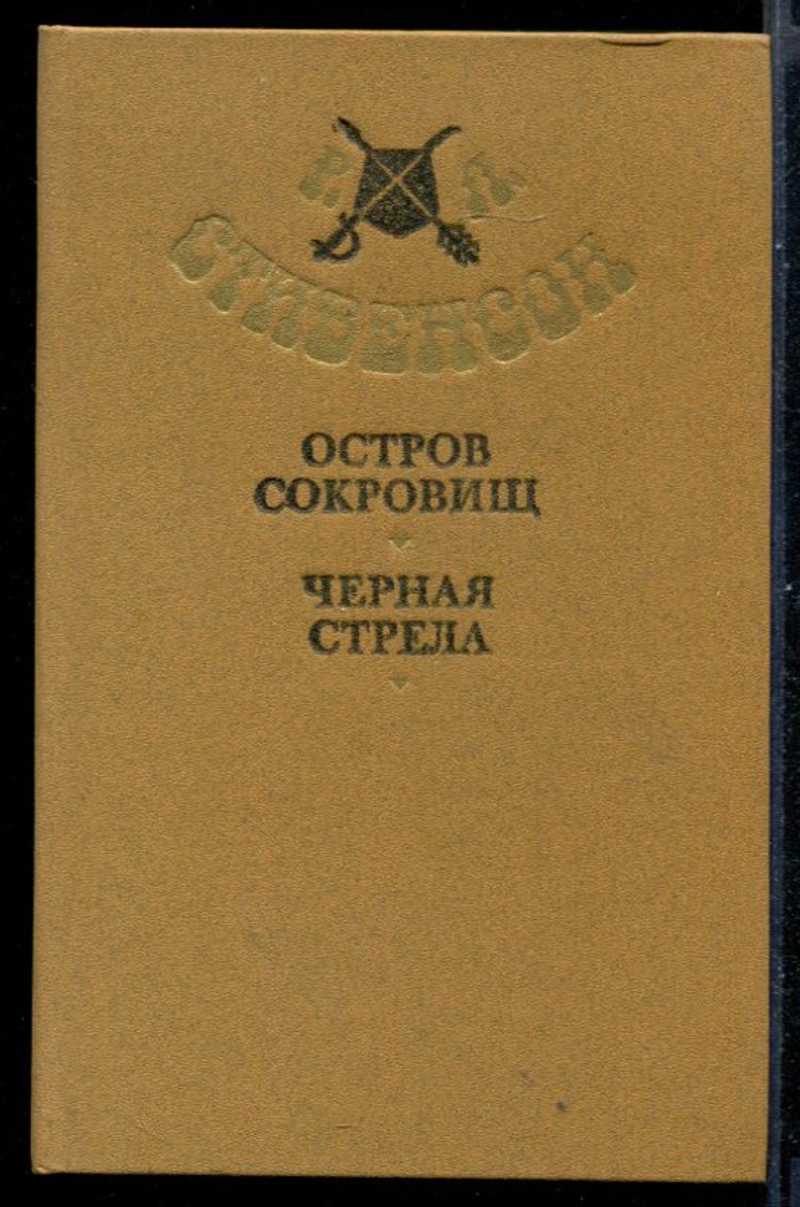 Р. Л.
СТИВЕНСОН
ОСТРОВ
СОКРОВИЩ
ЧЕРНАЯ
СТРЕЛА